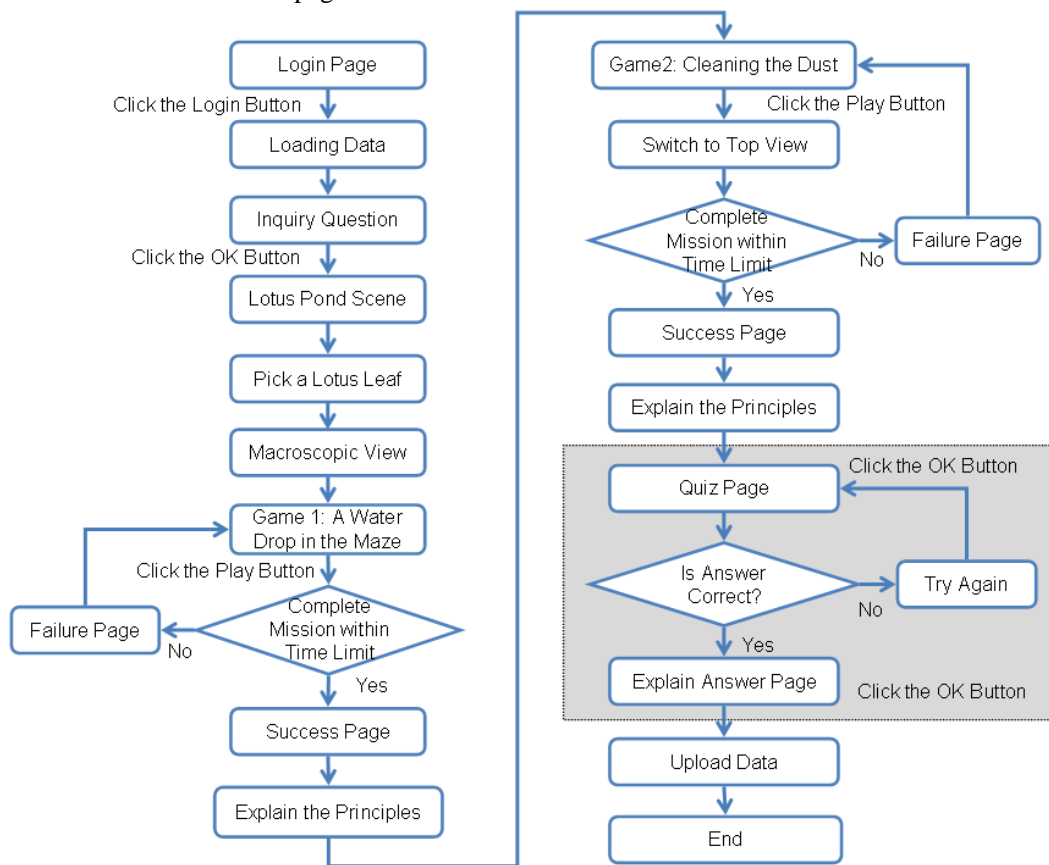 pag
Login Page
Click the Login Button
Loading Data
Inquiry Question
Click the OK Button
Lotus Pond Scene
Pick a Lotus Leaf
Macroscopic View
Game 1: A Water
Drop in the Maze
Click the Play Button
Complete
Mission within
Time Limit
No
Failure Page
Yes
Success Page
Explain the Principles
Game2: Cleaning the Dust
Click the Play Button
Switch to Top View
Complete
Mission within
Time Limit
No
Failure Page
Yes
Success Page
Explain the Principles
Click the OK Button
Quiz Page
Is Answer
Correct?
No
Try Again
Yes
Explain Answer Page
Click the OK Button
Upload Data
End